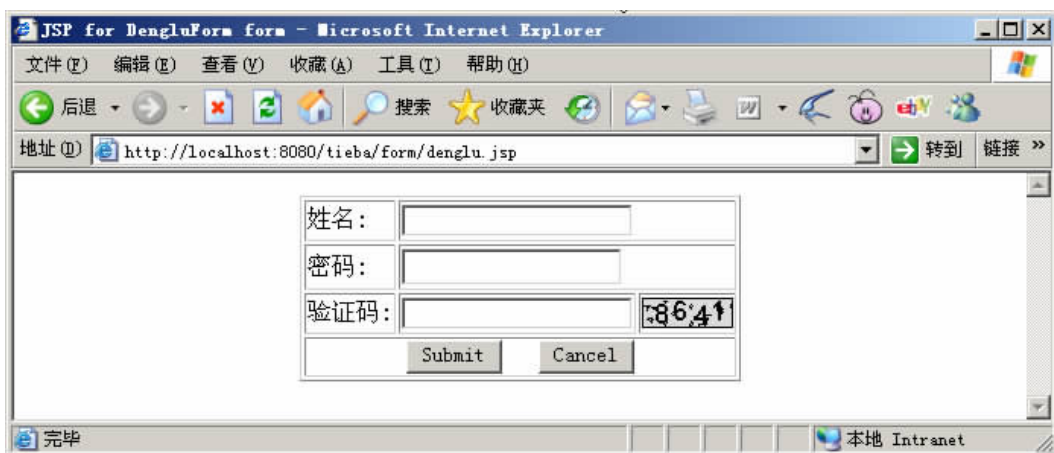 JSP for DengluForm form - Microsoft Internet Explorer
文件(F) 编辑(E) 查看(V) 收藏(A) 工具(T) 帮助(H)
后退 搜索 收藏夹
地址(D) http://localhost:8080/tieba/form/denglu.jsp 转到 链接 »
姓名:
密码:
验证码: 8641
Submit Cancel
完毕 本地 Intranet